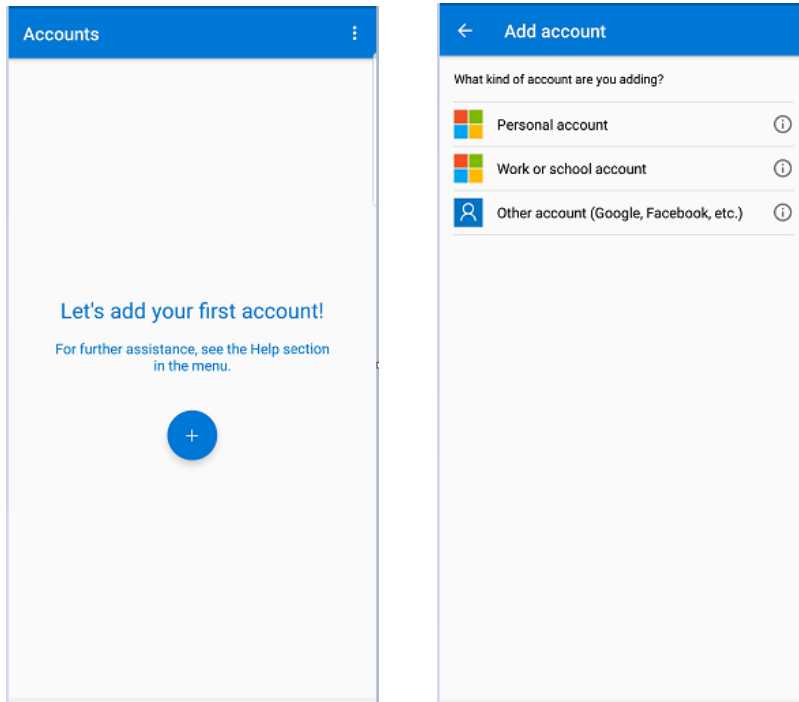 Accounts
Let's add your first account!
For further assistance, see the Help section
in the menu.
Add account
What kind of account are you adding?
Personal account
Work or school account
Other account (Google, Facebook, etc.)